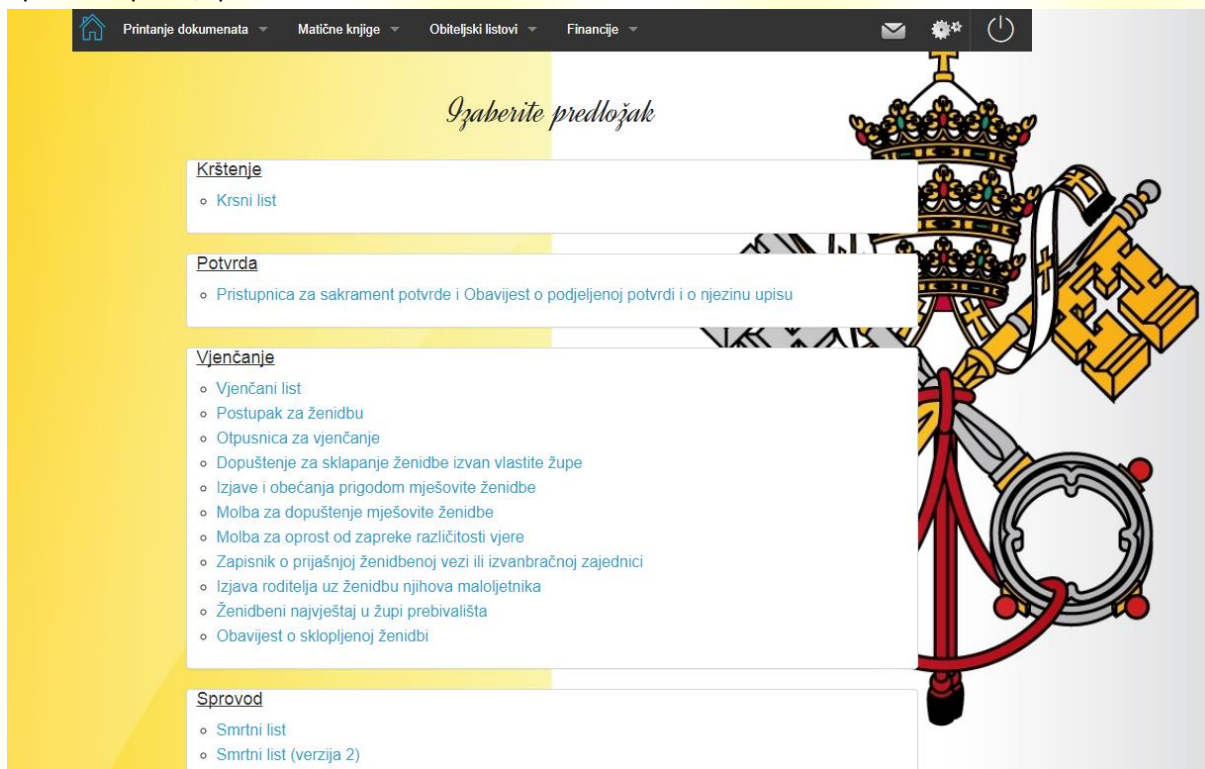 Printanje dokumenata Matične knjige Obiteljski listovi Financije
Izaberite predložak
Krštenje
Krsni list
Potvrda
Pristupnica za sakrament potvrde i Obavijest o podjeljenoj potvrdi i o njezinu upisu
Vjenčanje
Vjenčani list
Postupak za ženidbu
Otpusnica za vjenčanje
Dopuštenje za sklapanje ženidbe izvan vlastite župe
Izjave i obećanja prigodom mješovite ženidbe
Molba za dopuštenje mješovite ženidbe
Molba za oprost od zapreke različitosti vjere
Zapisnik o prijašnjoj ženidbenoj vezi ili izvanbračnoj zajednici
Izjava roditelja uz ženidbu njihova maloljetnika
Ženidbeni najvještaj u župi prebivališta
Obavijest o sklopljenoj ženidbi
Sprovod
Smrtni list
Smrtni list (verzija 2)